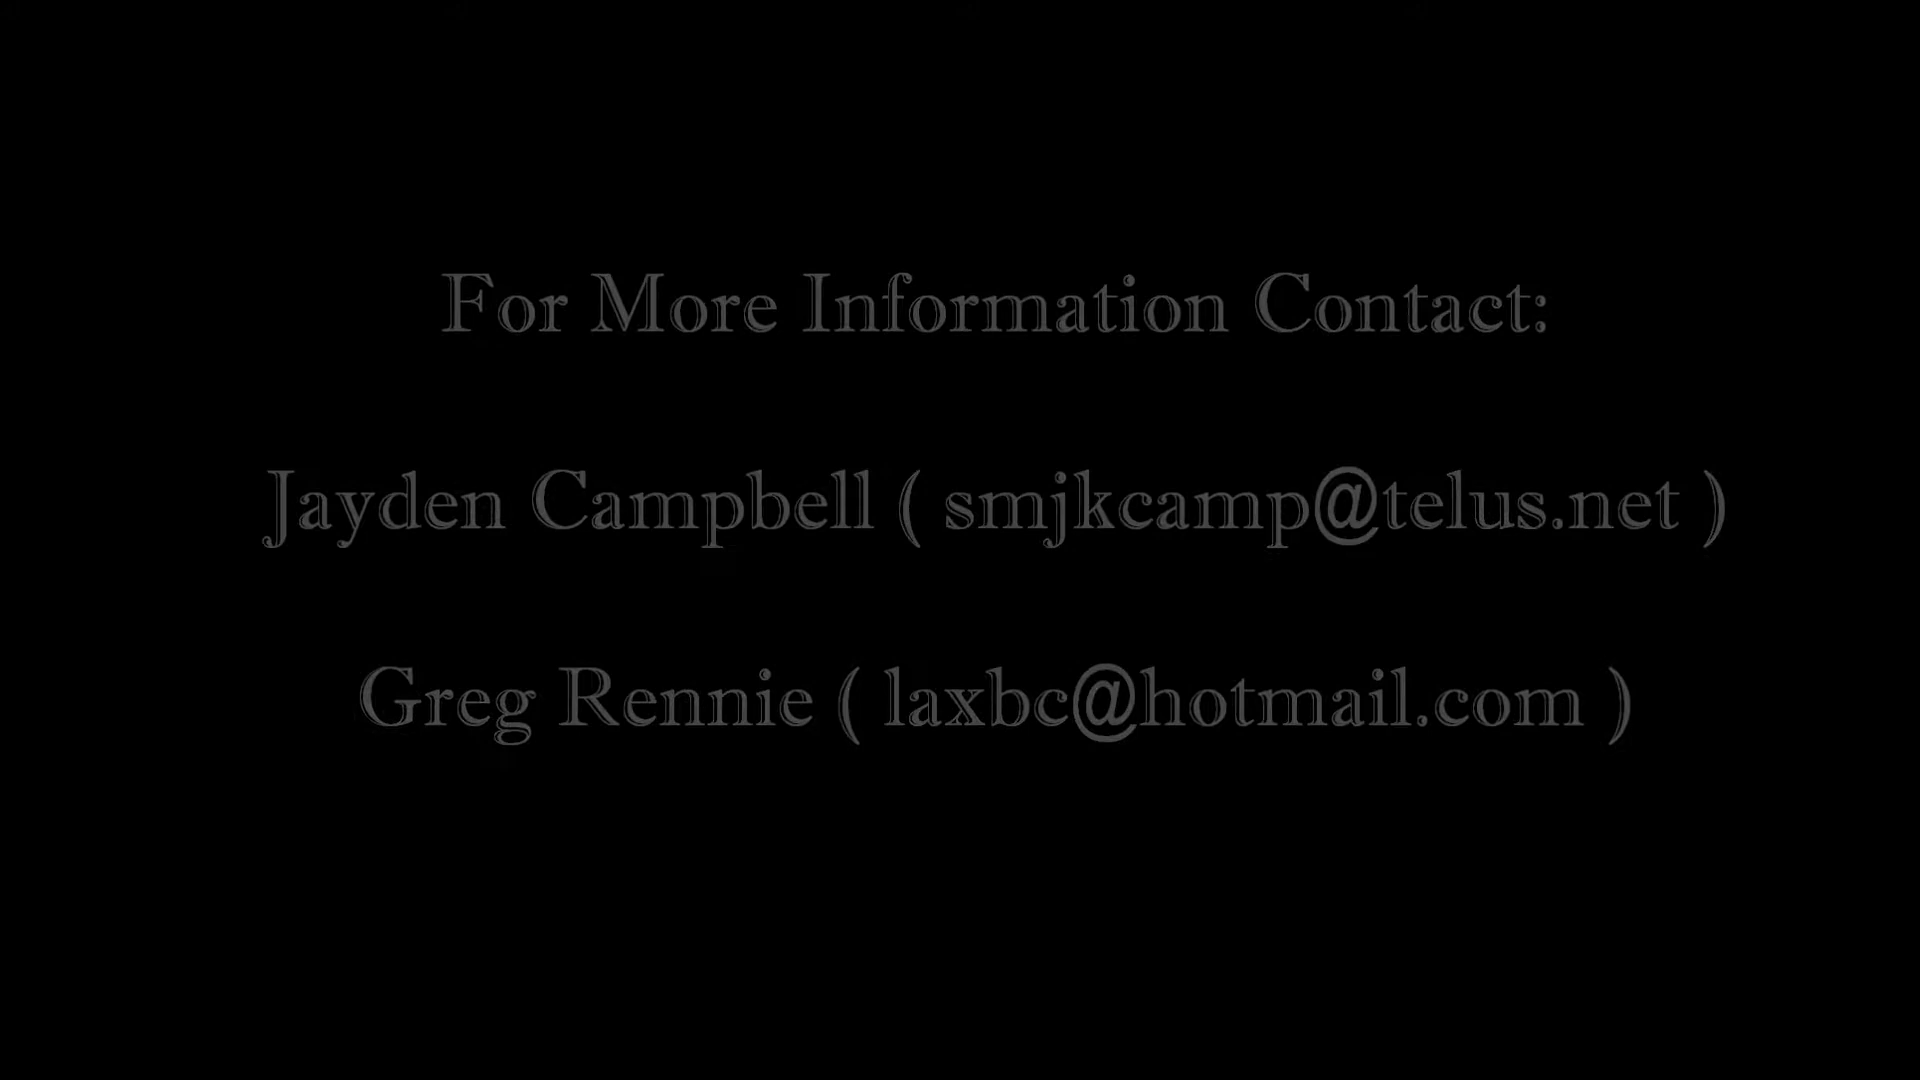 For More Information Contact:
Jayden Campbell ( smjkcamp@telus.net )
Greg Rennie ( laxbc@hotmail.com )